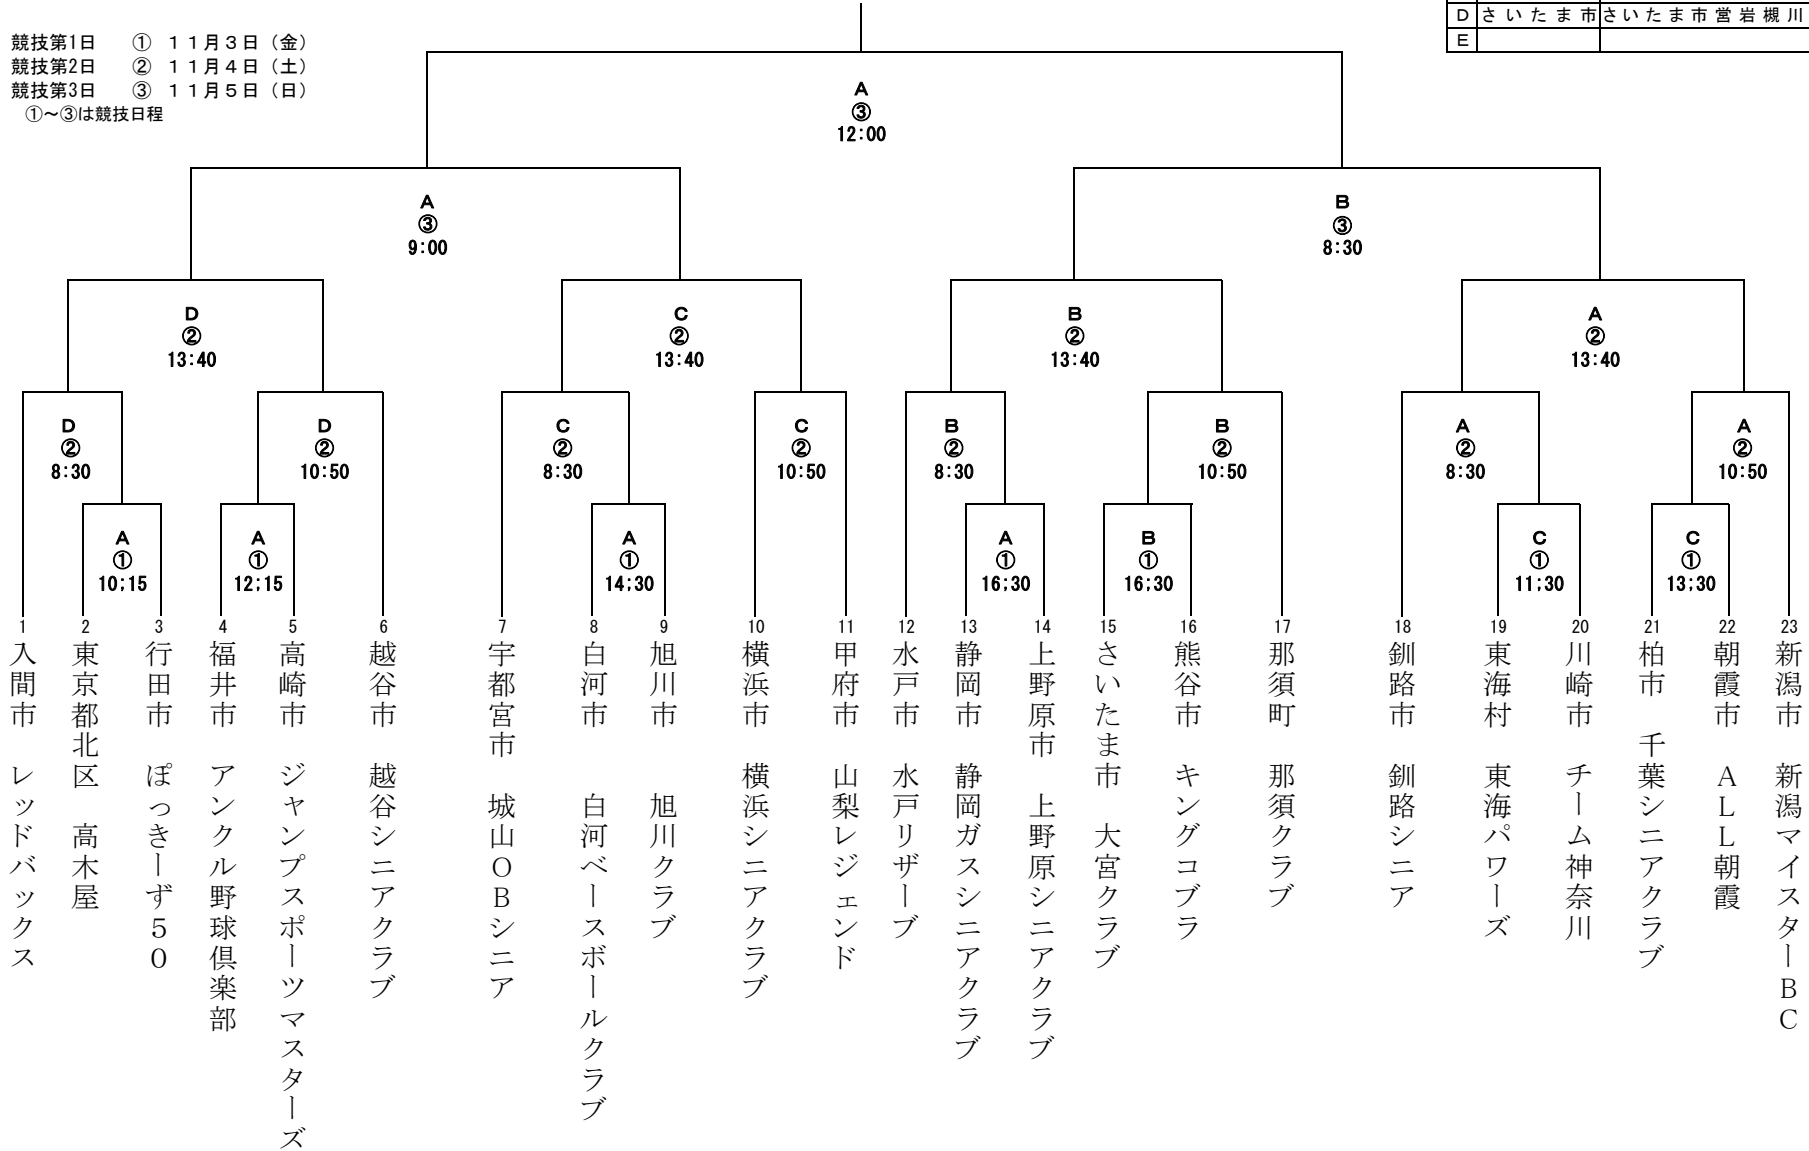 D さいたま市 さいたま市営岩槻川
E
競技第1日 ① １１月３日（金）
競技第2日 ② １１月４日（土）
競技第3日 ③ １１月５日（日）
①～③は競技日程
A
③
12:00
A
③
9:00
B
③
8:30
D
②
13:40
C
②
13:40
B
②
13:40
A
②
13:40
D
②
8:30
D
②
10:50
C
②
8:30
C
②
10:50
B
②
8:30
B
②
10:50
A
②
8:30
A
②
10:50
A
①
10;15
A
①
12;15
A
①
14;30
A
①
16;30
B
①
16;30
C
①
11;30
C
①
13;30
1 入間市 レッドバックス
2 東京都北区 高木屋
3 行田市 ぽっきーず５０
4 福井市 アンクル野球倶楽部
5 高崎市 ジャンプスポーツマスターズ
6 越谷市 越谷シニアクラブ
7 宇都宮市 城山ＯＢシニア
8 白河市 白河ベースボールクラブ
9 旭川市 旭川クラブ
10 横浜市 横浜シニアクラブ
11 甲府市 山梨レジェンド
12 水戸市 水戸リザーブ
13 静岡市 静岡ガスシニアクラブ
14 上野原市 上野原シニアクラブ
15 さいたま市 大宮クラブ
16 熊谷市 キングコブラ
17 那須町 那須クラブ
18 釧路市 釧路シニア
19 東海村 東海パワーズ
20 川崎市 チーム神奈川
21 柏市 千葉シニアクラブ
22 朝霞市 ＡＬＬ朝霞
23 新潟市 新潟マイスターＢＣ